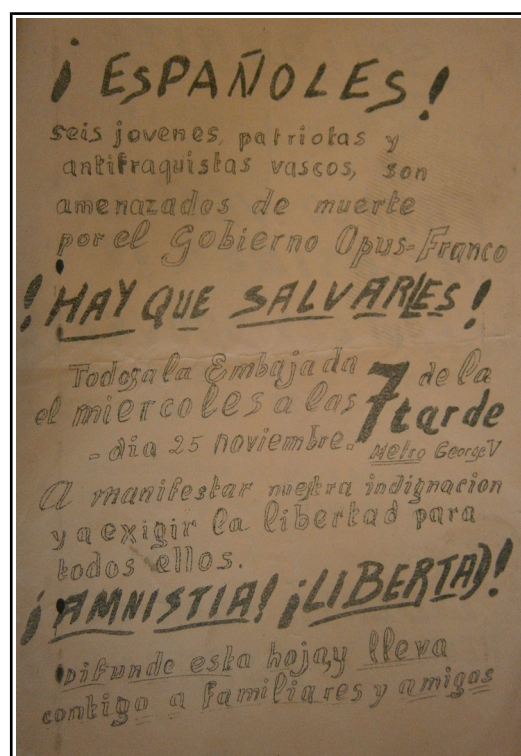 ¡ ESPAÑOLES !
seis jovenes, patriotas y
antifraquistas vascos, son
amenazados de muerte
por el Gobierno Opus-Franco
! HAY QUE SALVARLES !
Todos a la Embajada 7 de la
el miercoles a las tarde
- dia 25 noviembre. Metro George V
A manifestar nuestra indignacion
y a exigir la libertad para
todos ellos.
¡ AMNISTIA ! ¡ LIBERTAD !
Difunde esta hoja, y lleva
contigo a familiares y amigas